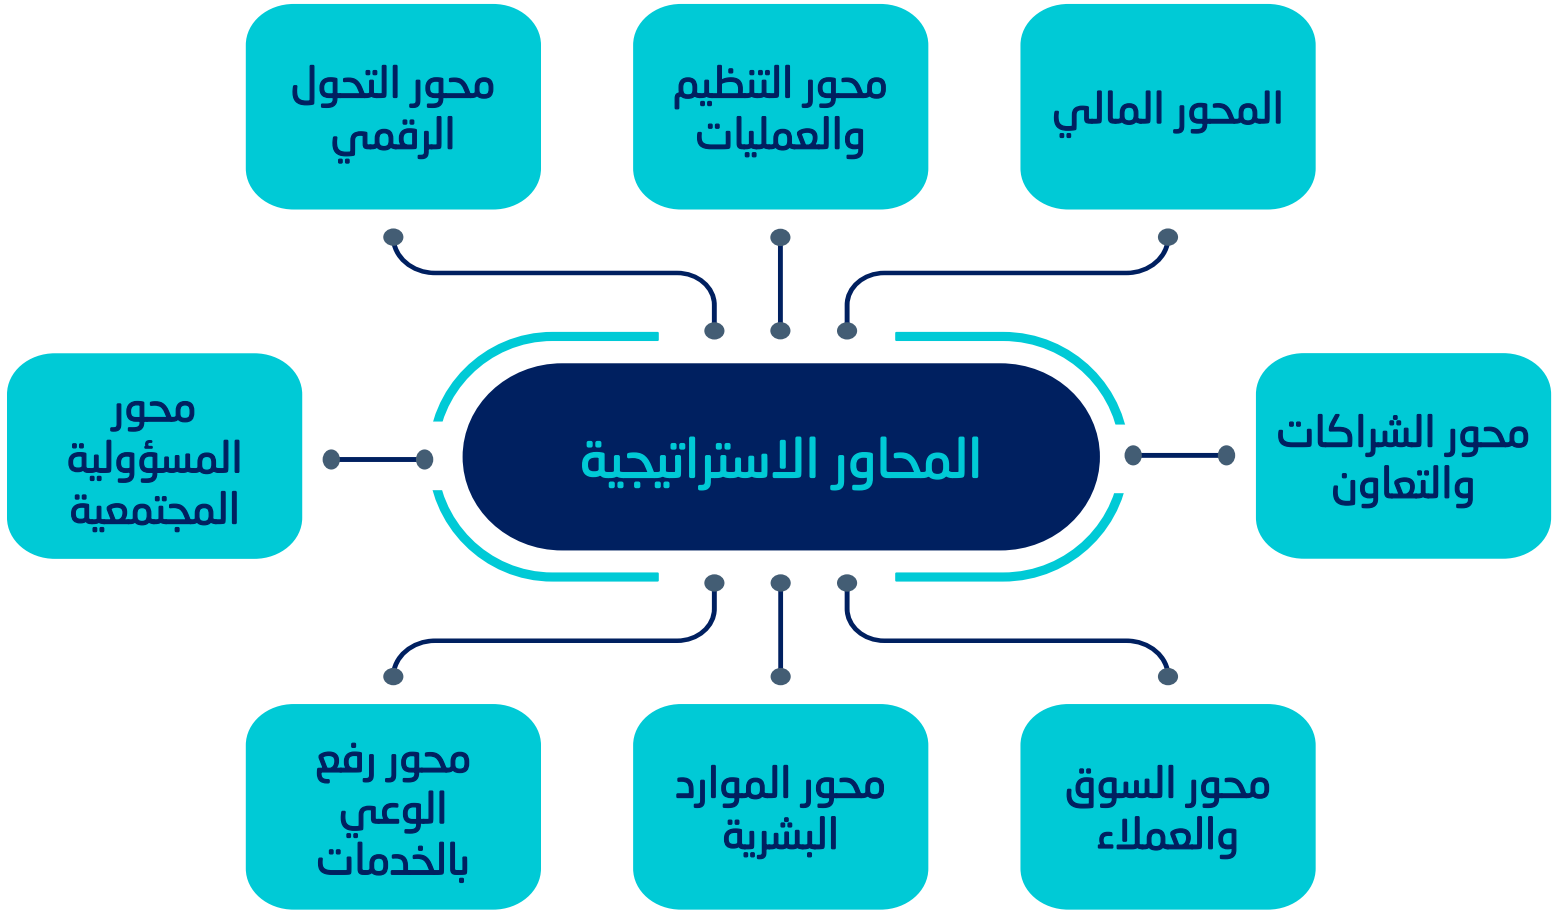 المحور المالي
محور التنظيم
والعمليات
محور التحول
الرقمي
محور الشراكات
والتعاون
المحاور الاستراتيجية
محور
المسؤولية
المجتمعية
محور السوق
والعملاء
محور الموارد
البشرية
محور رفع
الوعي
بالخدمات